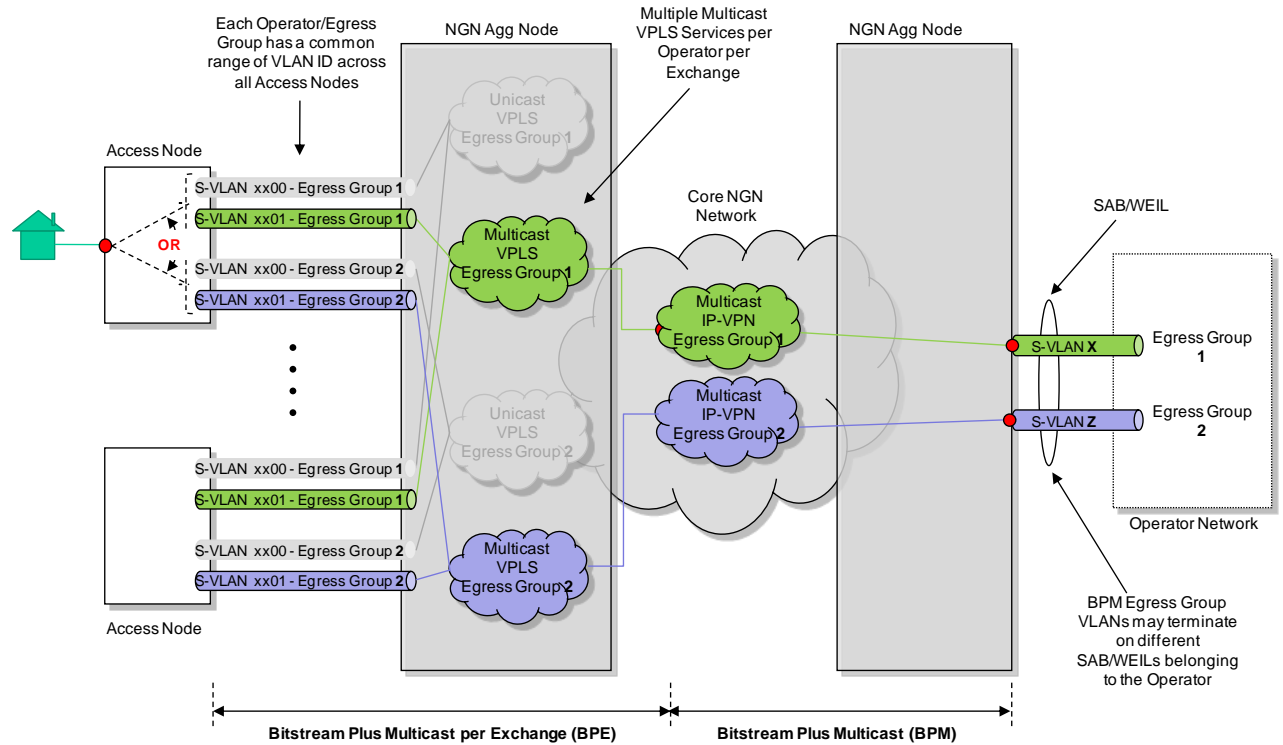 Each Operator/Egress
Group has a common
range of VLAN ID across
all Access Nodes
NGN Agg Node
Multiple Multicast
VPLS Services per
Operator per
Exchange
NGN Agg Node
Access Node
Unicast
VPLS
Egress Group 1
S-VLAN xx00 - Egress Group 1
S-VLAN xx01 - Egress Group 1
OR
S-VLAN xx00 - Egress Group 2
S-VLAN xx01 - Egress Group 2
Multicast
VPLS
Egress Group 1
Core NGN
Network
Multicast
IP-VPN
Egress Group 1
Multicast
IP-VPN
Egress Group 2
SAB/WEIL
S-VLAN X
Egress Group
1
S-VLAN Z
Egress Group
2
Operator Network
Unicast
VPLS
Egress Group 2
S-VLAN xx00 - Egress Group 1
S-VLAN xx01 - Egress Group 1
S-VLAN xx00 - Egress Group 2
S-VLAN xx01 - Egress Group 2
Access Node
Multicast
VPLS
Egress Group 2
BPM Egress Group
VLANs may terminate
on different
SAB/WEILs belonging
to the Operator
Bitstream Plus Multicast per Exchange (BPE)
Bitstream Plus Multicast (BPM)